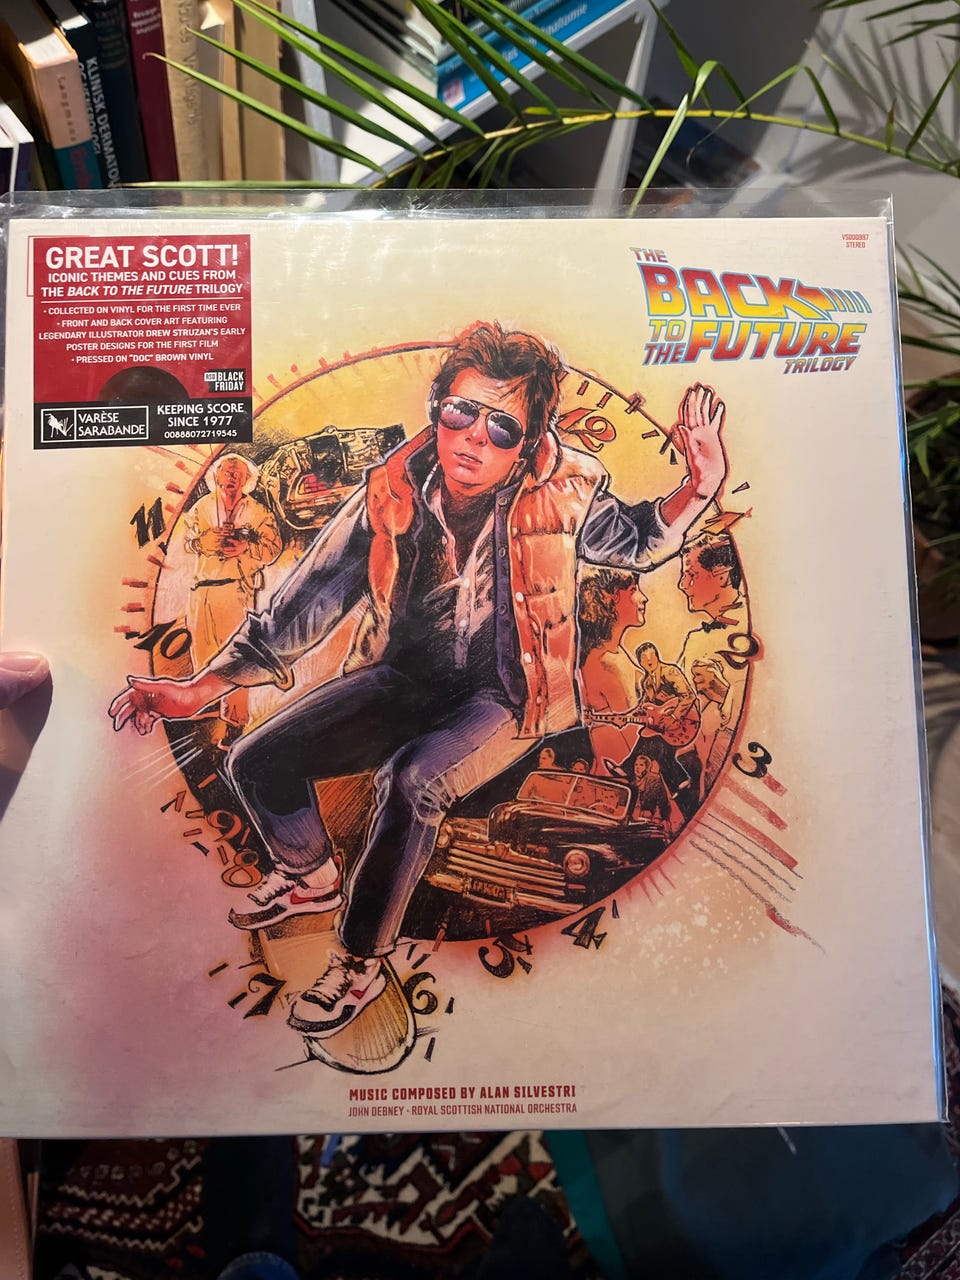 KLINISK DERMATOLO
GREAT SCOTT!
ICONIC THEMES AND CUES FROM
THE BACK TO THE FUTURE TRILOGY
• COLLECTED ON VINYL FOR THE FIRST TIME EVER
• FRONT AND BACK COVER ART FEATURING
LEGENDARY ILLUSTRATOR DREW STRUZAN'S EARLY
POSTER DESIGNS FOR THE FIRST FILM
• PRESSED ON "DOC" BROWN VINYL
RSD BLACK
FRIDAY
VARÈSE
SARABANDE
KEEPING SCORE
SINCE 1977
00888072719545
VSD00997
STEREO
THE
BACK
TO
THE FUTURE
TRILOGY
12
11
10
2
3
9
8
4
5
7
6
MUSIC COMPOSED BY ALAN SILVESTRI
JOHN DEBNEY • ROYAL SCOTTISH NATIONAL ORCHESTRA